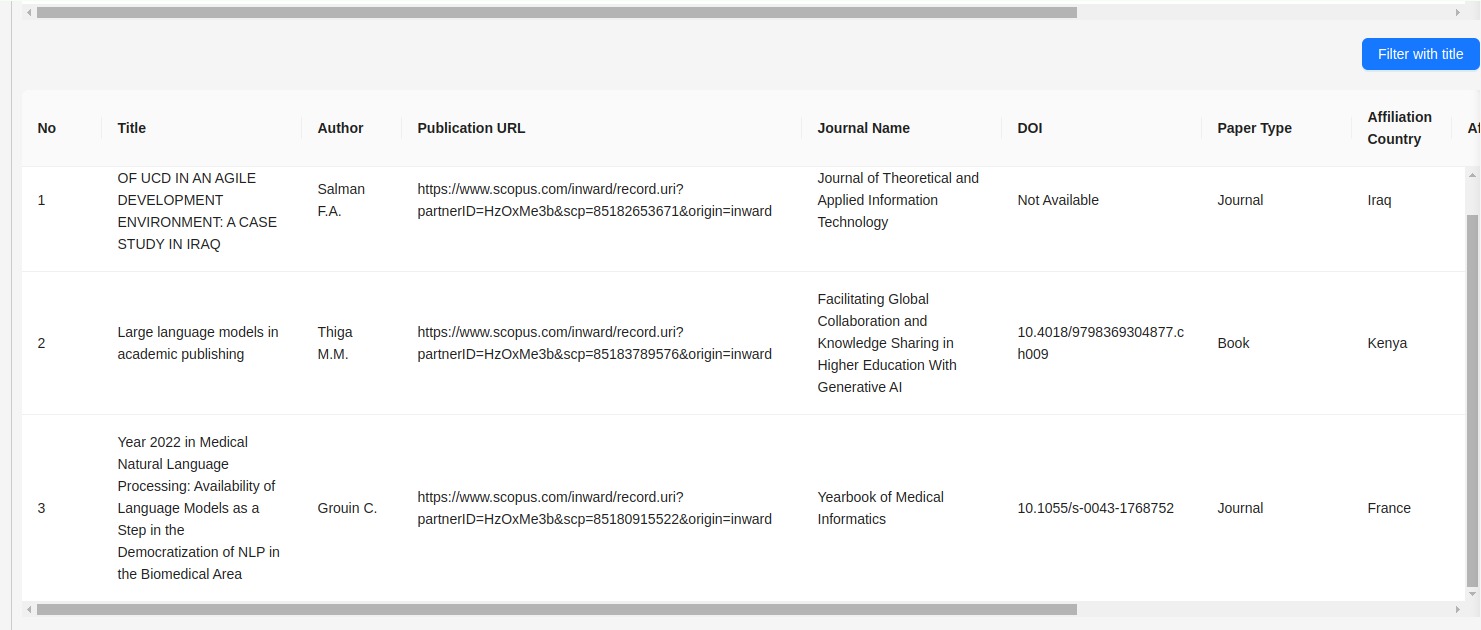 Filter with title
No Title Author Publication URL Journal Name DOI Paper Type Affiliation
Country
OF UCD IN AN AGILE
DEVELOPMENT
ENVIRONMENT: A CASE
STUDY IN IRAQ
1
Salman
F.A.
https://www.scopus.com/inward/record.uri?
partnerID=HzOxMe3b&scp=85182653671&origin=inward
Journal of Theoretical and
Applied Information
Technology
Not Available
Journal
Iraq
2
Large language models in
academic publishing
Thiga
M.M.
https://www.scopus.com/inward/record.uri?
partnerID=HzOxMe3b&scp=85183789576&origin=inward
Facilitating Global
Collaboration and
Knowledge Sharing in
Higher Education With
Generative AI
10.4018/9798369304877.c
h009
Book
Kenya
3
Year 2022 in Medical
Natural Language
Processing: Availability of
Language Models as a
Step in the
Democratization of NLP in
the Biomedical Area
Grouin C.
https://www.scopus.com/inward/record.uri?
partnerID=HzOxMe3b&scp=85180915522&origin=inward
Yearbook of Medical
Informatics
10.1055/s-0043-1768752
Journal
France